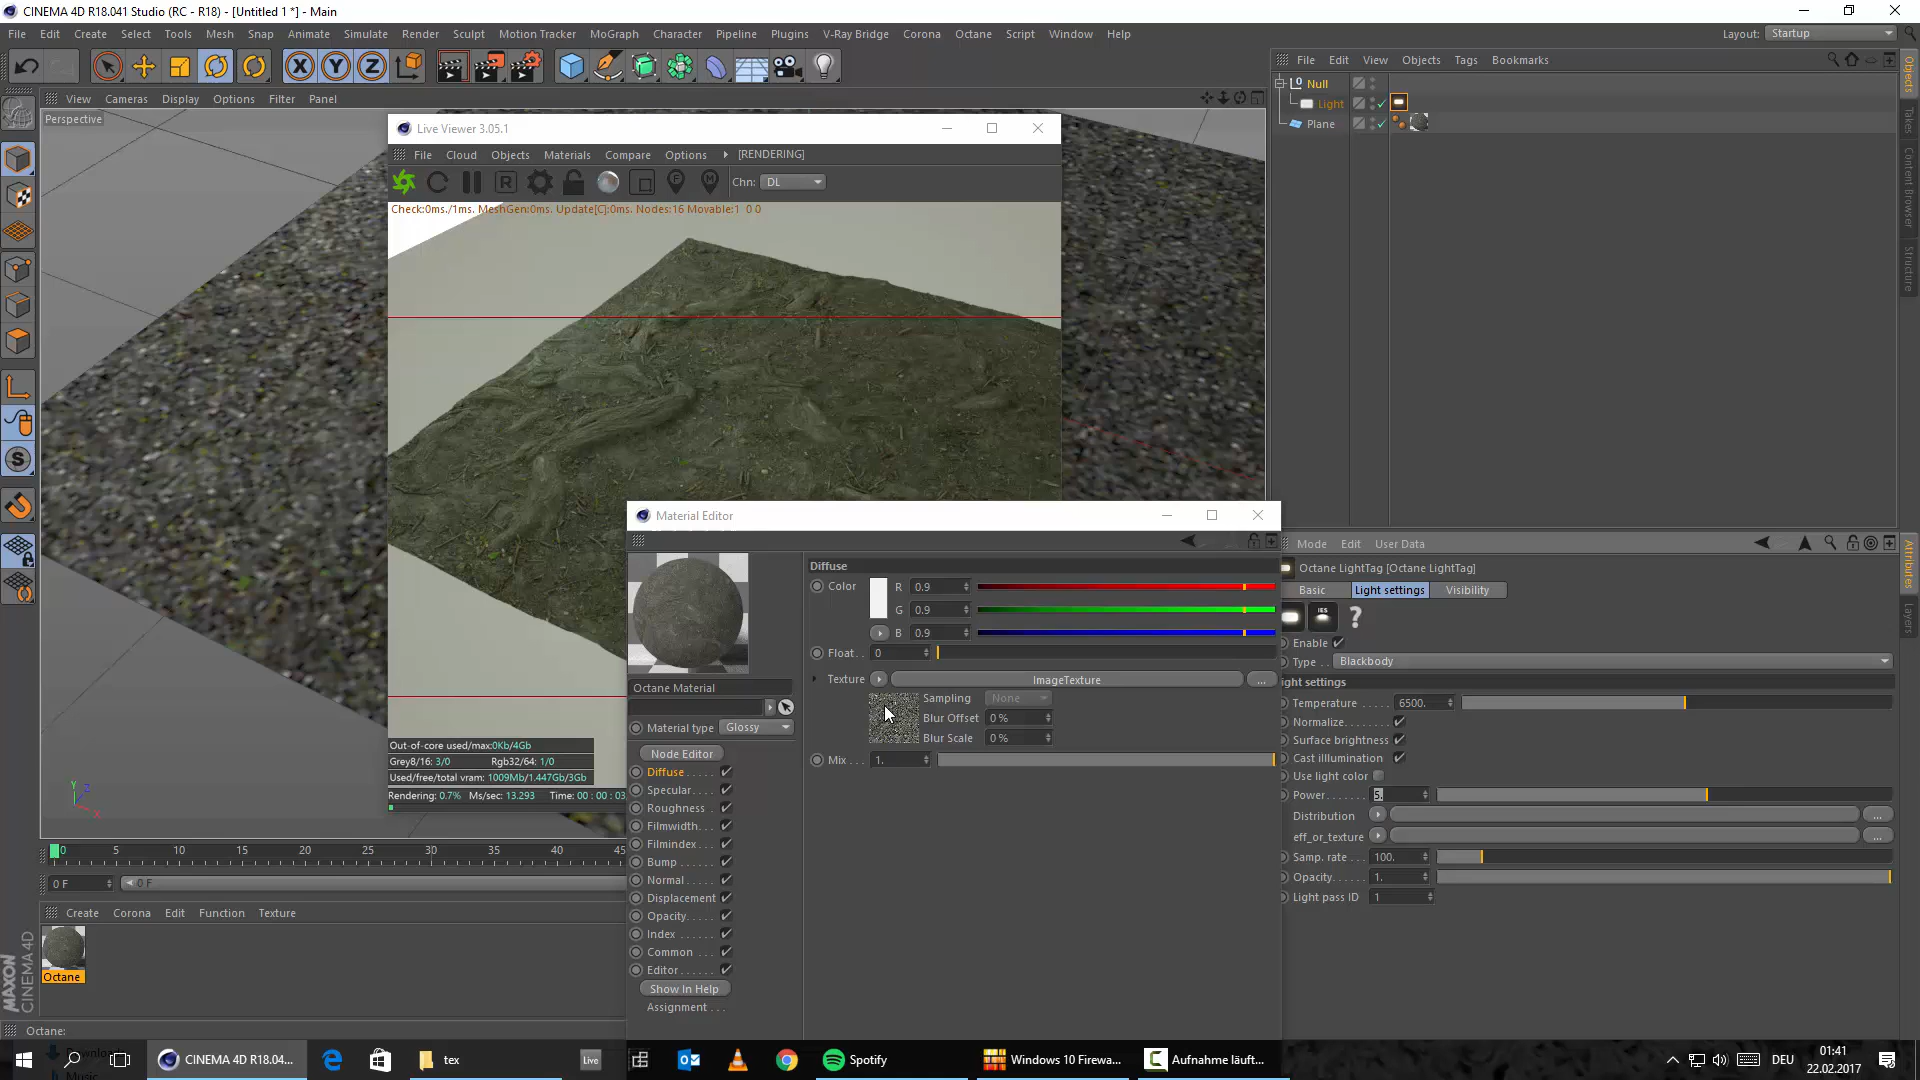 CINEMA 4D R18.041 Studio (RC - R18) - [Untitled 1 *] - Main
File Edit Create Select Tools Mesh Snap Animate Simulate Render Sculpt Motion Tracker MoGraph Character Pipeline Plugins V-Ray Bridge Corona Octane Script Window Help
Layout: Startup
File Edit View Objects Tags Bookmarks
View Cameras Display Options Filter Panel
Perspective
Null
Light
Plane
Objects
Takes
Content Browser
Structure
Live Viewer 3.05.1
File Cloud Objects Materials Compare Options [RENDERING]
Chn: DL
Check:0ms./1ms. MeshGen:0ms. Update[C]:0ms. Nodes:16 Movable:1 0 0
Out-of-core used/max:0Kb/4Gb
Grey8/16: 3/0 Rgb32/64: 1/0
Used/free/total vram: 1009Mb/1.447Gb/3Gb
Rendering: 0.7% Ms/sec: 13.293 Time: 00 : 00 : 03
Material Editor
Octane Material
Material type Glossy
Node Editor
Diffuse
Specular
Roughness
Filmwidth
Filmindex
Bump
Normal
Displacement
Opacity
Index
Common
Editor
Show In Help
Assignment
Diffuse
Color R 0.9
G 0.9
B 0.9
Float 0
Texture ImageTexture ...
Sampling None
Blur Offset 0 %
Blur Scale 0 %
Mix 1.
Mode Edit User Data
Octane LightTag [Octane LightTag]
Basic Light settings Visibility
IES ?
Enable
Type Blackbody
ight settings
Temperature 6500.
Normalize
Surface brightness
Cast illlumination
Use light color
Power 5.
Distribution ...
eff_or_texture ...
Samp. rate 100.
Opacity 1.
Light pass ID 1
Attributes
Layers
0 5 10 15 20 25 30 35 40 45
0 F 0 F
Create Corona Edit Function Texture
Octane
MAXON CINEMA 4D
Octane:
CINEMA 4D R18.04... tex Live Spotify Windows 10 Firewa... Aufnahme läuft...
DEU 01:41
22.02.2017